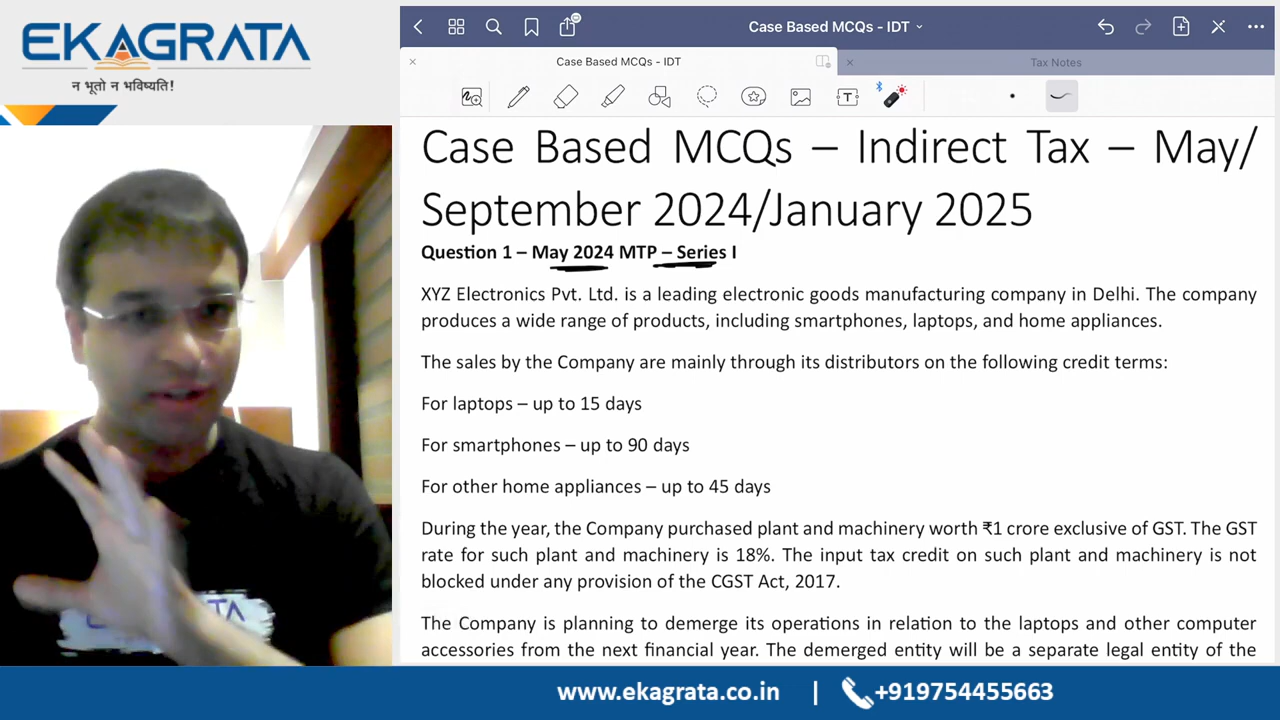 EKAGRATA
न भूतो न भविष्यति!
Case Based MCQs - IDT
Case Based MCQs - IDT
Tax Notes
T
Case Based MCQs – Indirect Tax – May/
September 2024/January 2025
Question 1 – May 2024 MTP – Series I
XYZ Electronics Pvt. Ltd. is a leading electronic goods manufacturing company in Delhi. The company
produces a wide range of products, including smartphones, laptops, and home appliances.
The sales by the Company are mainly through its distributors on the following credit terms:
For laptops – up to 15 days
For smartphones – up to 90 days
For other home appliances – up to 45 days
During the year, the Company purchased plant and machinery worth ₹1 crore exclusive of GST. The GST
rate for such plant and machinery is 18%. The input tax credit on such plant and machinery is not
blocked under any provision of the CGST Act, 2017.
The Company is planning to demerge its operations in relation to the laptops and other computer
accessories from the next financial year. The demerged entity will be a separate legal entity of the
www.ekagrata.co.in | +919754455663